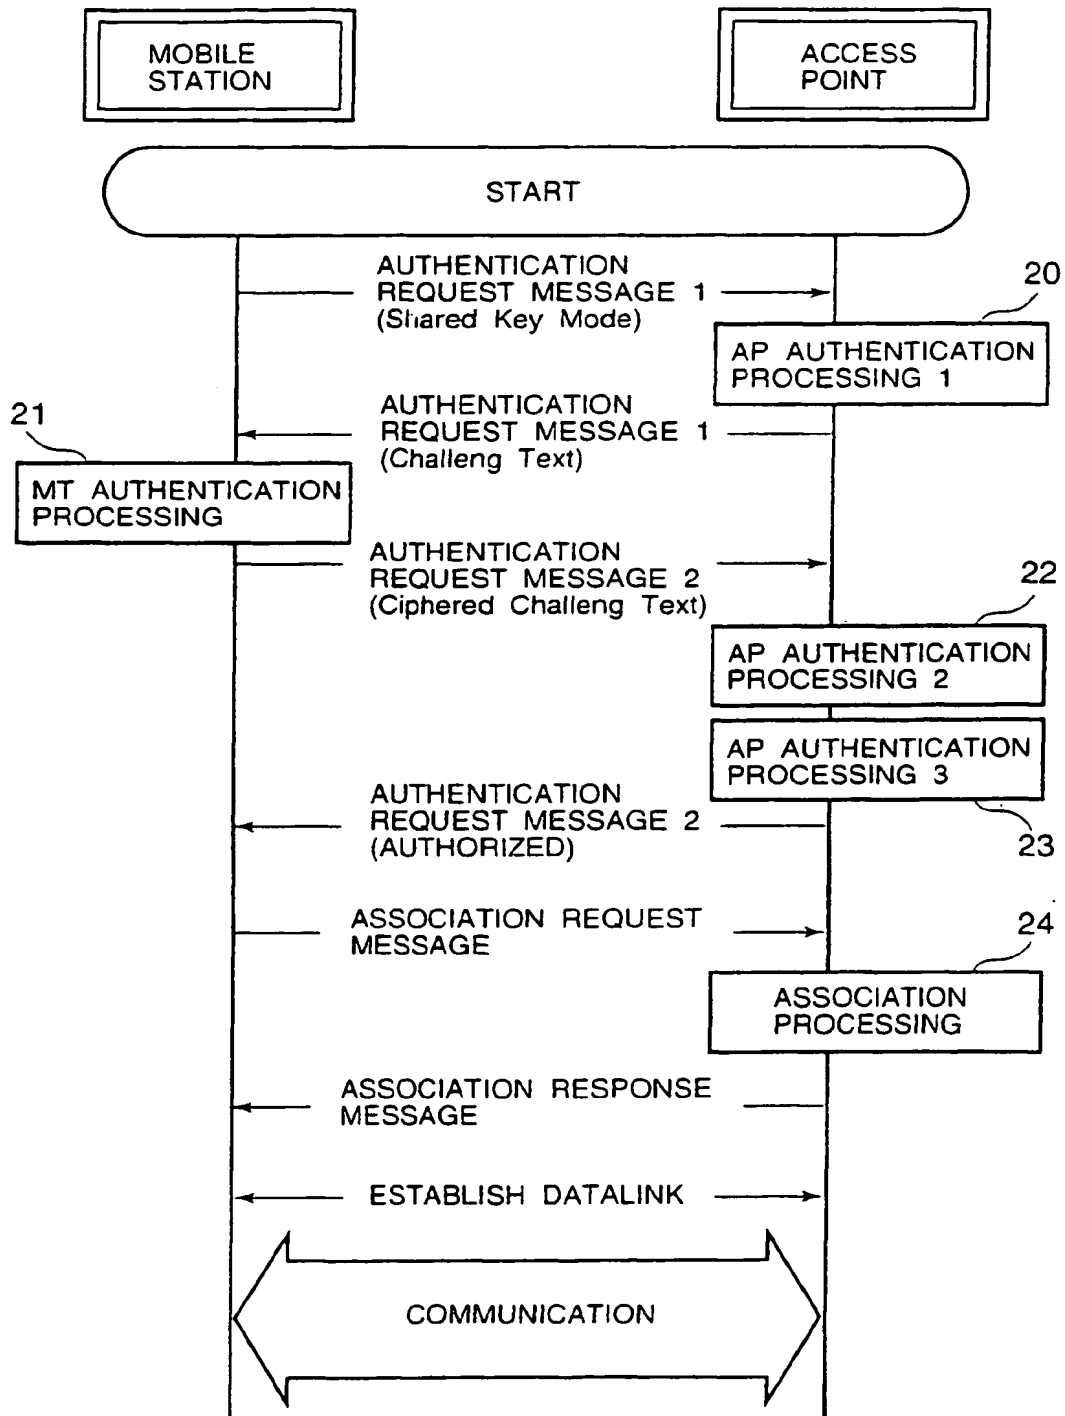 MOBILE
STATION
ACCESS
POINT
START
AUTHENTICATION
REQUEST MESSAGE 1
(Shared Key Mode)
20
AP AUTHENTICATION
PROCESSING 1
AUTHENTICATION
REQUEST MESSAGE 1
(Challeng Text)
21
MT AUTHENTICATION
PROCESSING
AUTHENTICATION
REQUEST MESSAGE 2
(Ciphered Challeng Text)
22
AP AUTHENTICATION
PROCESSING 2
AP AUTHENTICATION
PROCESSING 3
23
AUTHENTICATION
REQUEST MESSAGE 2
(AUTHORIZED)
ASSOCIATION REQUEST
MESSAGE
24
ASSOCIATION
PROCESSING
ASSOCIATION RESPONSE
MESSAGE
ESTABLISH DATALINK
COMMUNICATION